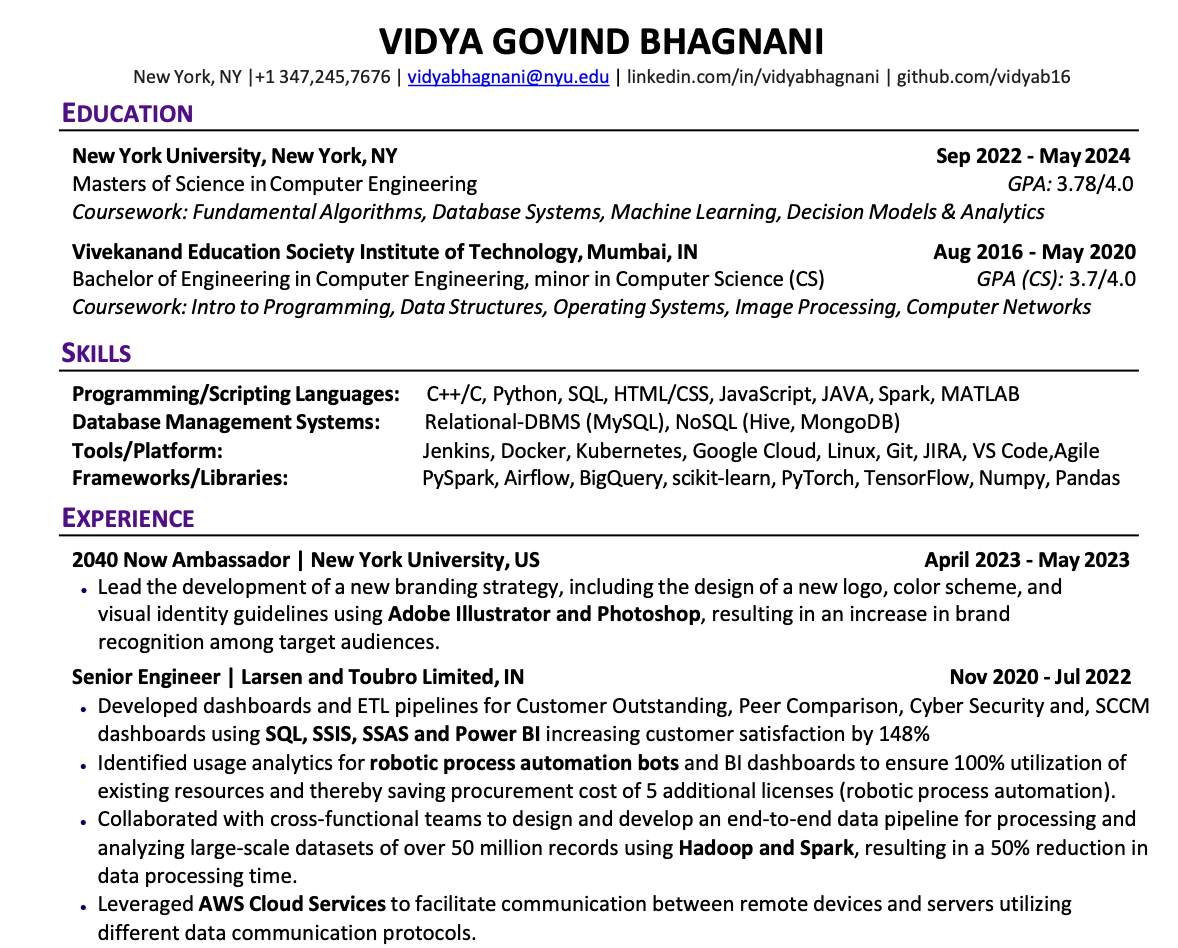 VIDYA GOVIND BHAGNANI
New York, NY |+1 347,245,7676 | vidyabhagnani@nyu.edu | linkedin.com/in/vidyabhagnani | github.com/vidyab16
EDUCATION
New York University, New York, NY Sep 2022 - May 2024
Masters of Science in Computer Engineering GPA: 3.78/4.0
Coursework: Fundamental Algorithms, Database Systems, Machine Learning, Decision Models & Analytics
Vivekanand Education Society Institute of Technology, Mumbai, IN Aug 2016 - May 2020
Bachelor of Engineering in Computer Engineering, minor in Computer Science (CS) GPA (CS): 3.7/4.0
Coursework: Intro to Programming, Data Structures, Operating Systems, Image Processing, Computer Networks
SKILLS
Programming/Scripting Languages: C++/C, Python, SQL, HTML/CSS, JavaScript, JAVA, Spark, MATLAB
Database Management Systems: Relational-DBMS (MySQL), NoSQL (Hive, MongoDB)
Tools/Platform: Jenkins, Docker, Kubernetes, Google Cloud, Linux, Git, JIRA, VS Code,Agile
Frameworks/Libraries: PySpark, Airflow, BigQuery, scikit-learn, PyTorch, TensorFlow, Numpy, Pandas
EXPERIENCE
2040 Now Ambassador | New York University, US April 2023 - May 2023
• Lead the development of a new branding strategy, including the design of a new logo, color scheme, and
visual identity guidelines using Adobe Illustrator and Photoshop, resulting in an increase in brand
recognition among target audiences.
Senior Engineer | Larsen and Toubro Limited, IN Nov 2020 - Jul 2022
• Developed dashboards and ETL pipelines for Customer Outstanding, Peer Comparison, Cyber Security and, SCCM
dashboards using SQL, SSIS, SSAS and Power BI increasing customer satisfaction by 148%
• Identified usage analytics for robotic process automation bots and BI dashboards to ensure 100% utilization of
existing resources and thereby saving procurement cost of 5 additional licenses (robotic process automation).
• Collaborated with cross-functional teams to design and develop an end-to-end data pipeline for processing and
analyzing large-scale datasets of over 50 million records using Hadoop and Spark, resulting in a 50% reduction in
data processing time.
• Leveraged AWS Cloud Services to facilitate communication between remote devices and servers utilizing
different data communication protocols.